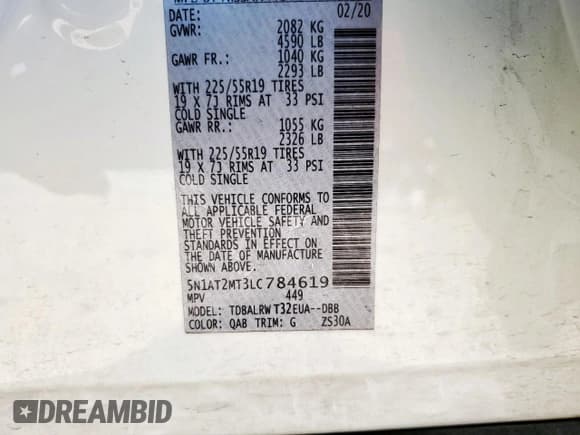 DATE: 02/20
GVWR: 2082 KG
4590 LB
GAWR FR.: 1040 KG
2293 LB
WITH 225/55R19 TIRES
19 X 7J RIMS AT 33 PSI
COLD SINGLE
GAWR RR.: 1055 KG
2326 LB
WITH 225/55R19 TIRES
19 X 7J RIMS AT 33 PSI
COLD SINGLE
THIS VEHICLE CONFORMS TO
ALL APPLICABLE FEDERAL
MOTOR VEHICLE SAFETY AND
THEFT PREVENTION
STANDARDS IN EFFECT ON
THE DATE OF MANUFACTURE
SHOWN ABOVE.
5N1AT2MT3LC784619
MPV 449
MODEL: TDBALRWT32EUA--DBB
COLOR: QAB TRIM: G ZS30A
DREAMBID